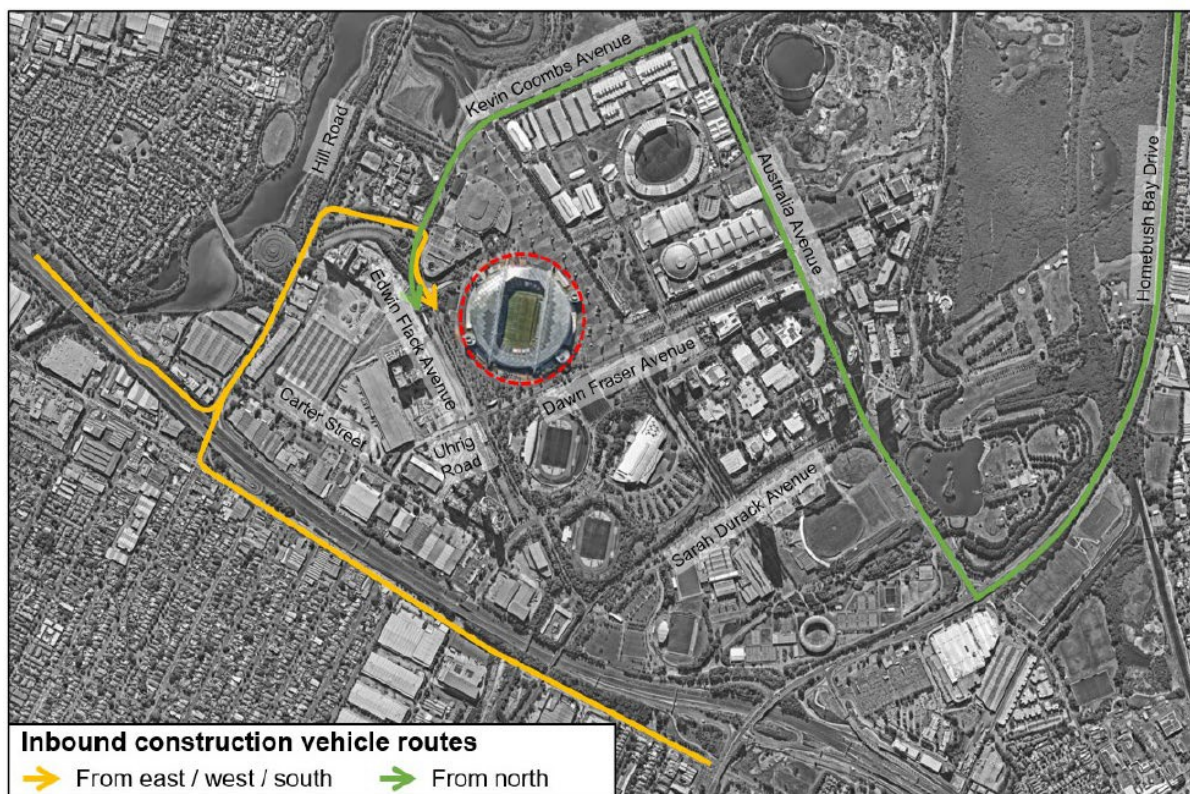 Kevin Coombs Avenue
Hill Road
Australia Avenue
Homebush Bay Drive
Edwin Flack Avenue
Dawn Fraser Avenue
Carter Street
Uhrig
Road
Sarah Durack Avenue
Inbound construction vehicle routes
From east / west / south
From north